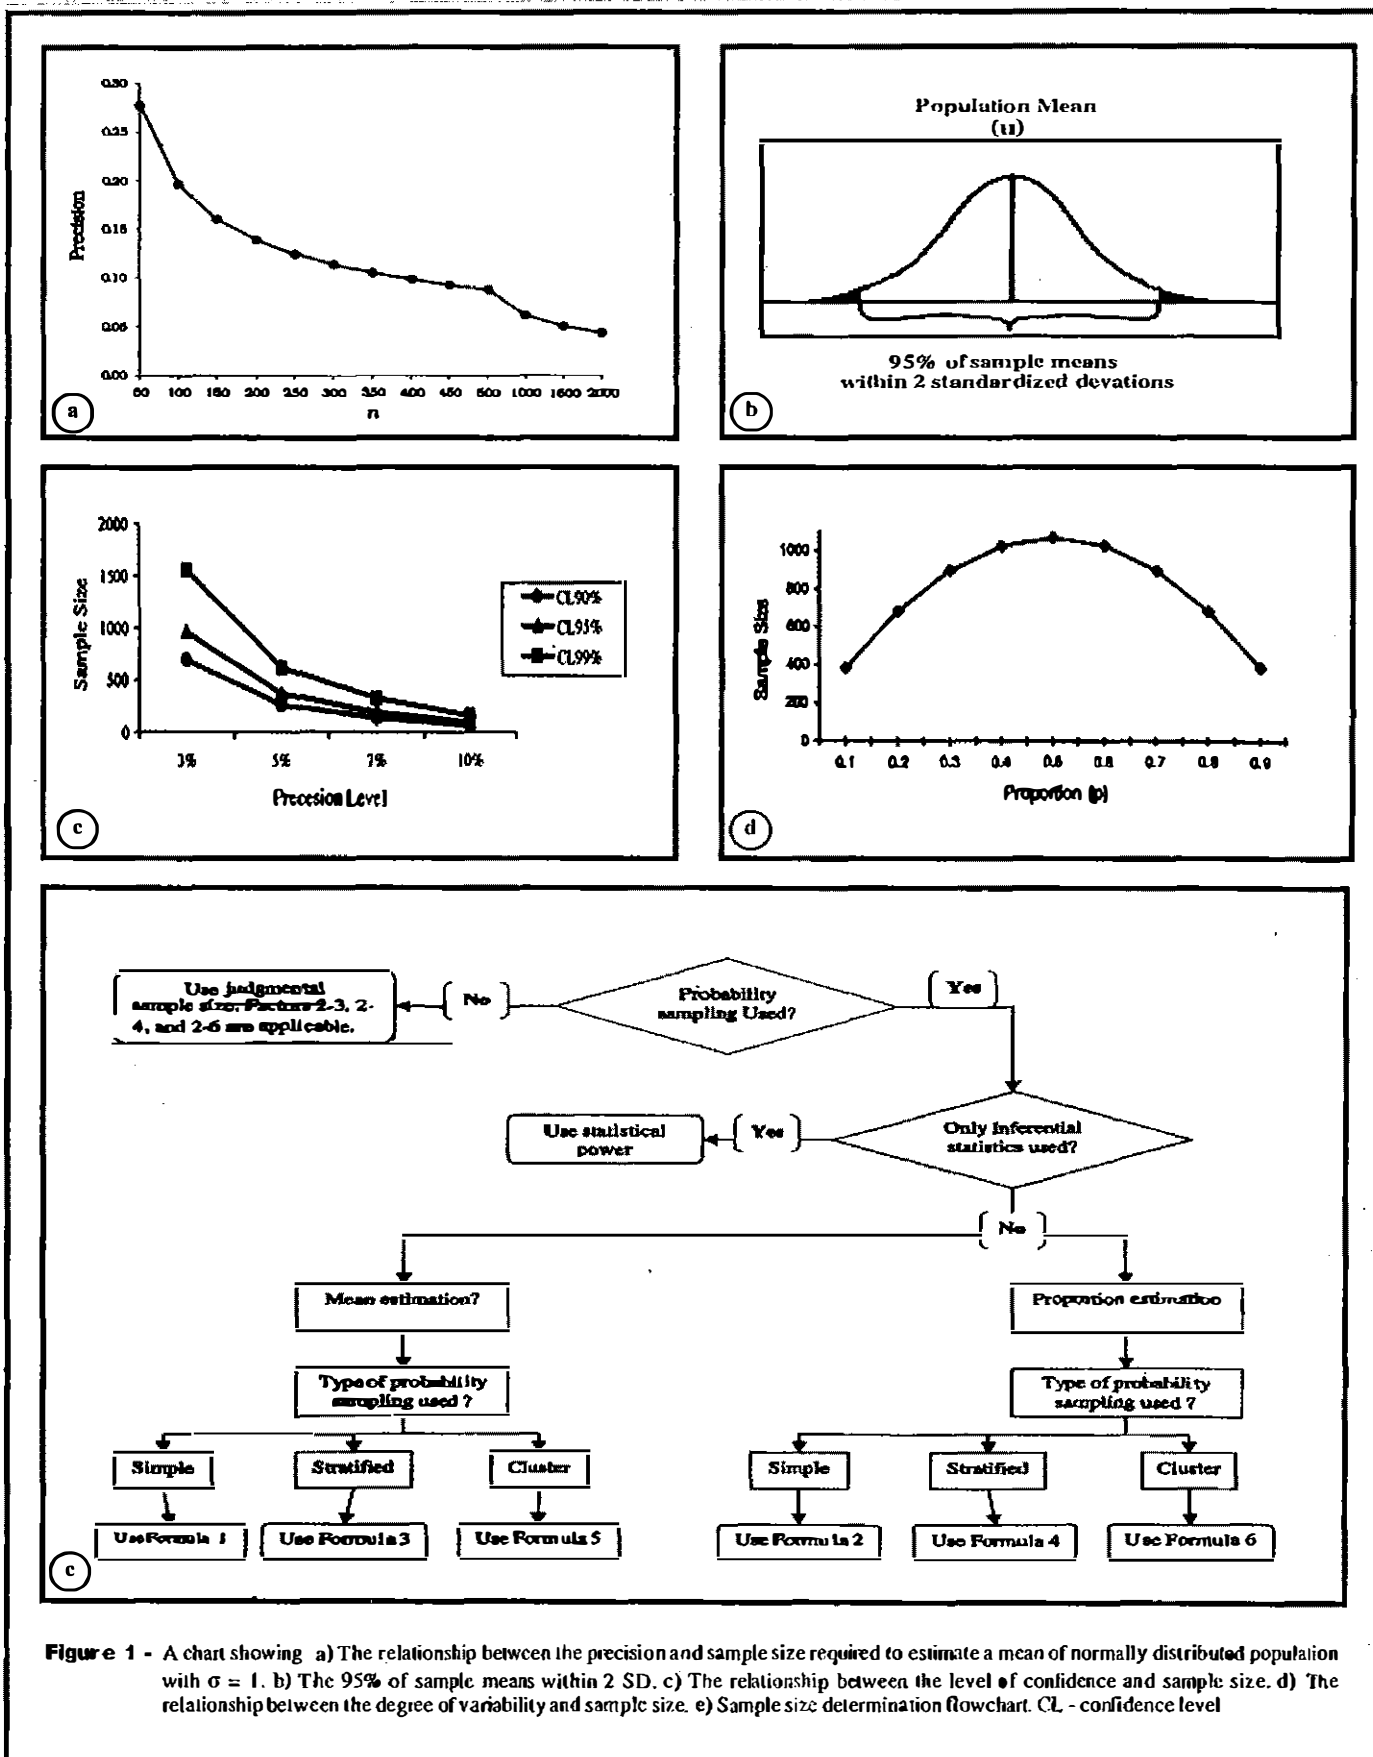 0.30
0.25
0.20
0.15
0.10
0.05
0.00
Precision
50 100 150 200 250 300 350 400 450 500 1000 1500 2000
n
a
Population Mean
(u)
95% of sample means
within 2 standardized devations
b
2000
1500
1000
500
0
Sample Size
3% 5% 7% 10%
Precesion Level
CL90%
CL95%
CL99%
c
1000
800
600
400
200
0
Sample Size
0.1 0.2 0.3 0.4 0.5 0.6 0.7 0.8 0.9
Proportion (p)
d
Use judgmental
sample size. Factors 2-3, 2-
4, and 2-6 are applicable.
No
Probability
sampling Used?
Yes
Use statistical
power
Yes
Only Inferential
statistics used?
No
Mean estimation?
Proportion estimation
Type of probability
sampling used ?
Type of probability
sampling used ?
Simple Stratified Cluster Simple Stratified Cluster
Use Formula 1 Use Formula 3 Use Formula 5 Use Formula 2 Use Formula 4 Use Formula 6
e
Figure 1 - A chart showing a) The relationship between the precision and sample size required to estimate a mean of normally distributed population
with σ = 1. b) The 95% of sample means within 2 SD. c) The relationship between the level of confidence and sample size. d) The
relationship between the degree of variability and sample size. e) Sample size determination flowchart. CL - confidence level